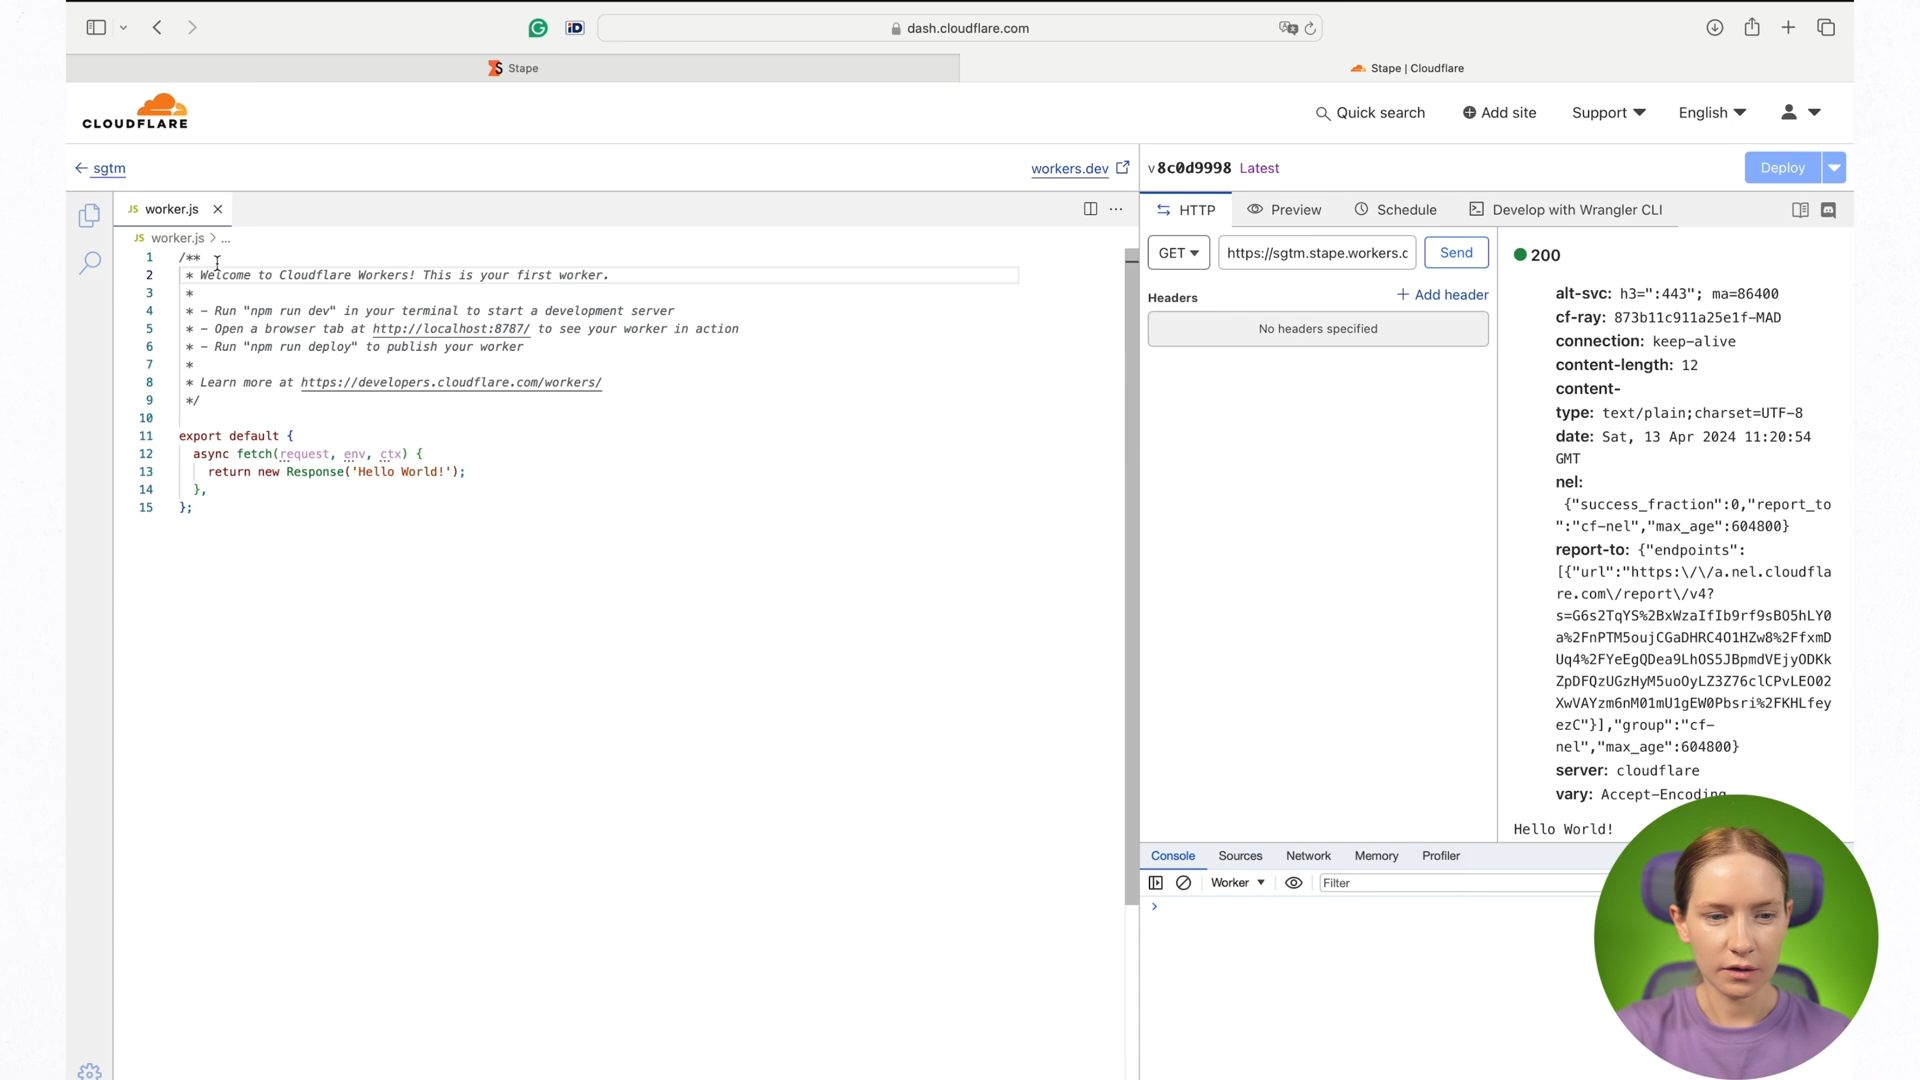 dash.cloudflare.com
Stape
Stape | Cloudflare
CLOUDFLARE
Quick search
Add site
Support
English
sgtm
workers.dev
v8c0d9998 Latest
Deploy
JS worker.js
HTTP
Preview
Schedule
Develop with Wrangler CLI
JS worker.js > ...
1 /**
2 * Welcome to Cloudflare Workers! This is your first worker.
3 *
4 * - Run "npm run dev" in your terminal to start a development server
5 * - Open a browser tab at http://localhost:8787/ to see your worker in action
6 * - Run "npm run deploy" to publish your worker
7 *
8 * Learn more at https://developers.cloudflare.com/workers/
9 */
10
11 export default {
12 async fetch(request, env, ctx) {
13 return new Response('Hello World!');
14 },
15 };
GET
https://sgtm.stape.workers.c
Send
Headers
+ Add header
No headers specified
200
alt-svc: h3=":443"; ma=86400
cf-ray: 873b11c911a25e1f-MAD
connection: keep-alive
content-length: 12
content-
type: text/plain;charset=UTF-8
date: Sat, 13 Apr 2024 11:20:54
GMT
nel:
{"success_fraction":0,"report_to
":"cf-nel","max_age":604800}
report-to: {"endpoints":
[{"url":"https:\/\/a.nel.cloudfla
re.com\/report\/v4?
s=G6s2TqYS%2BxWzaIfIb9rf9sBO5hLY0
a%2FnPTM5oujCGaDHRC4O1HZw8%2FfxmD
Uq4%2FYeEgQDea9LhOS5JBpmdVEjyODKk
ZpDFQzUGzHyM5uoOyLZ3Z76clCPvLEO02
XwVAYzm6nM01mU1gEW0Pbsri%2FKHLfey
ezC"}],"group":"cf-
nel","max_age":604800}
server: cloudflare
vary: Accept-Encoding
Hello World!
Console
Sources
Network
Memory
Profiler
Worker
Filter